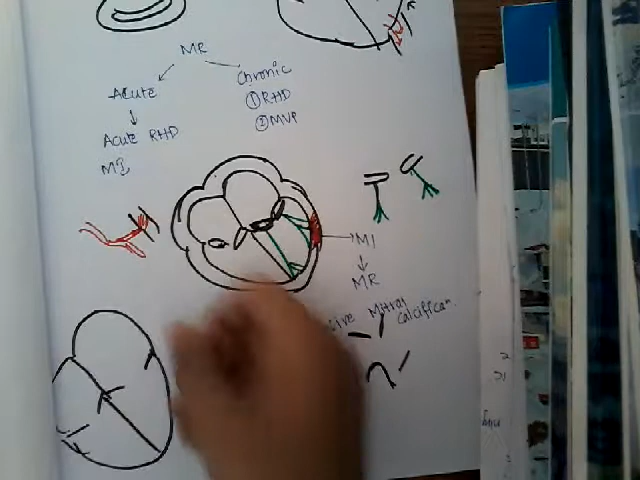 MR
Acute
Chronic
① RHD
② MVP
Acute RHD
MI
MI
MR
Mitral
calcification